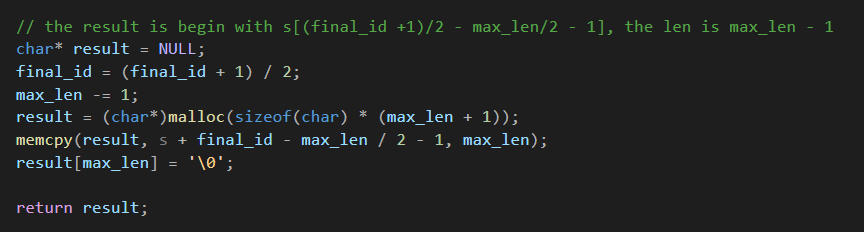 // the result is begin with s[(final_id +1)/2 - max_len/2 - 1], the len is max_len - 1
char* result = NULL;
final_id = (final_id + 1) / 2;
max_len -= 1;
result = (char*)malloc(sizeof(char) * (max_len + 1));
memcpy(result, s + final_id - max_len / 2 - 1, max_len);
result[max_len] = '\0';
return result;